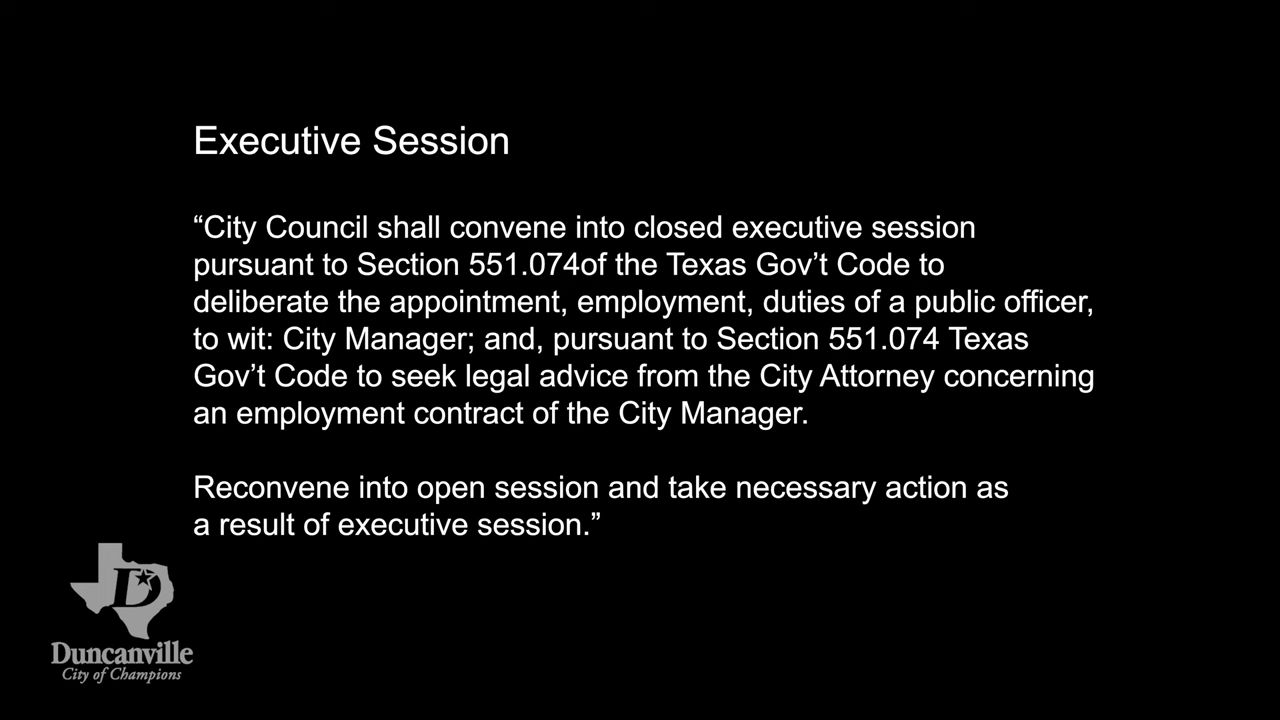 Executive Session
“City Council shall convene into closed executive session
pursuant to Section 551.074of the Texas Gov’t Code to
deliberate the appointment, employment, duties of a public officer,
to wit: City Manager; and, pursuant to Section 551.074 Texas
Gov’t Code to seek legal advice from the City Attorney concerning
an employment contract of the City Manager.
Reconvene into open session and take necessary action as
a result of executive session.”
D
Duncanville
City of Champions